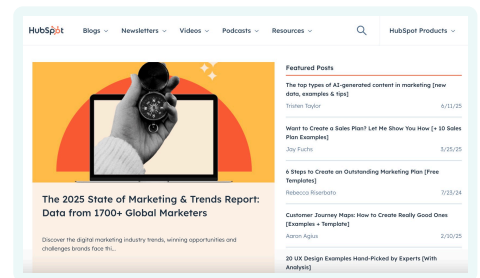 HubSpot
Blogs
Newsletters
Videos
Podcasts
Resources
HubSpot Products
The 2025 State of Marketing & Trends Report:
Data from 1700+ Global Marketers
Discover the digital marketing industry trends, winning opportunities and
challenges brands face thi...
Featured Posts
The top types of AI-generated content in marketing [new
data, examples & tips]
Tristen Taylor 6/11/25
Want to Create a Sales Plan? Let Me Show You How [+ 10 Sales
Plan Examples]
Jay Fuchs 3/25/25
6 Steps to Create an Outstanding Marketing Plan [Free
Templates]
Rebecca Riserbato 7/23/24
Customer Journey Maps: How to Create Really Good Ones
[Examples + Template]
Aaron Agius 2/10/25
20 UX Design Examples Hand-Picked by Experts [With
Analysis]